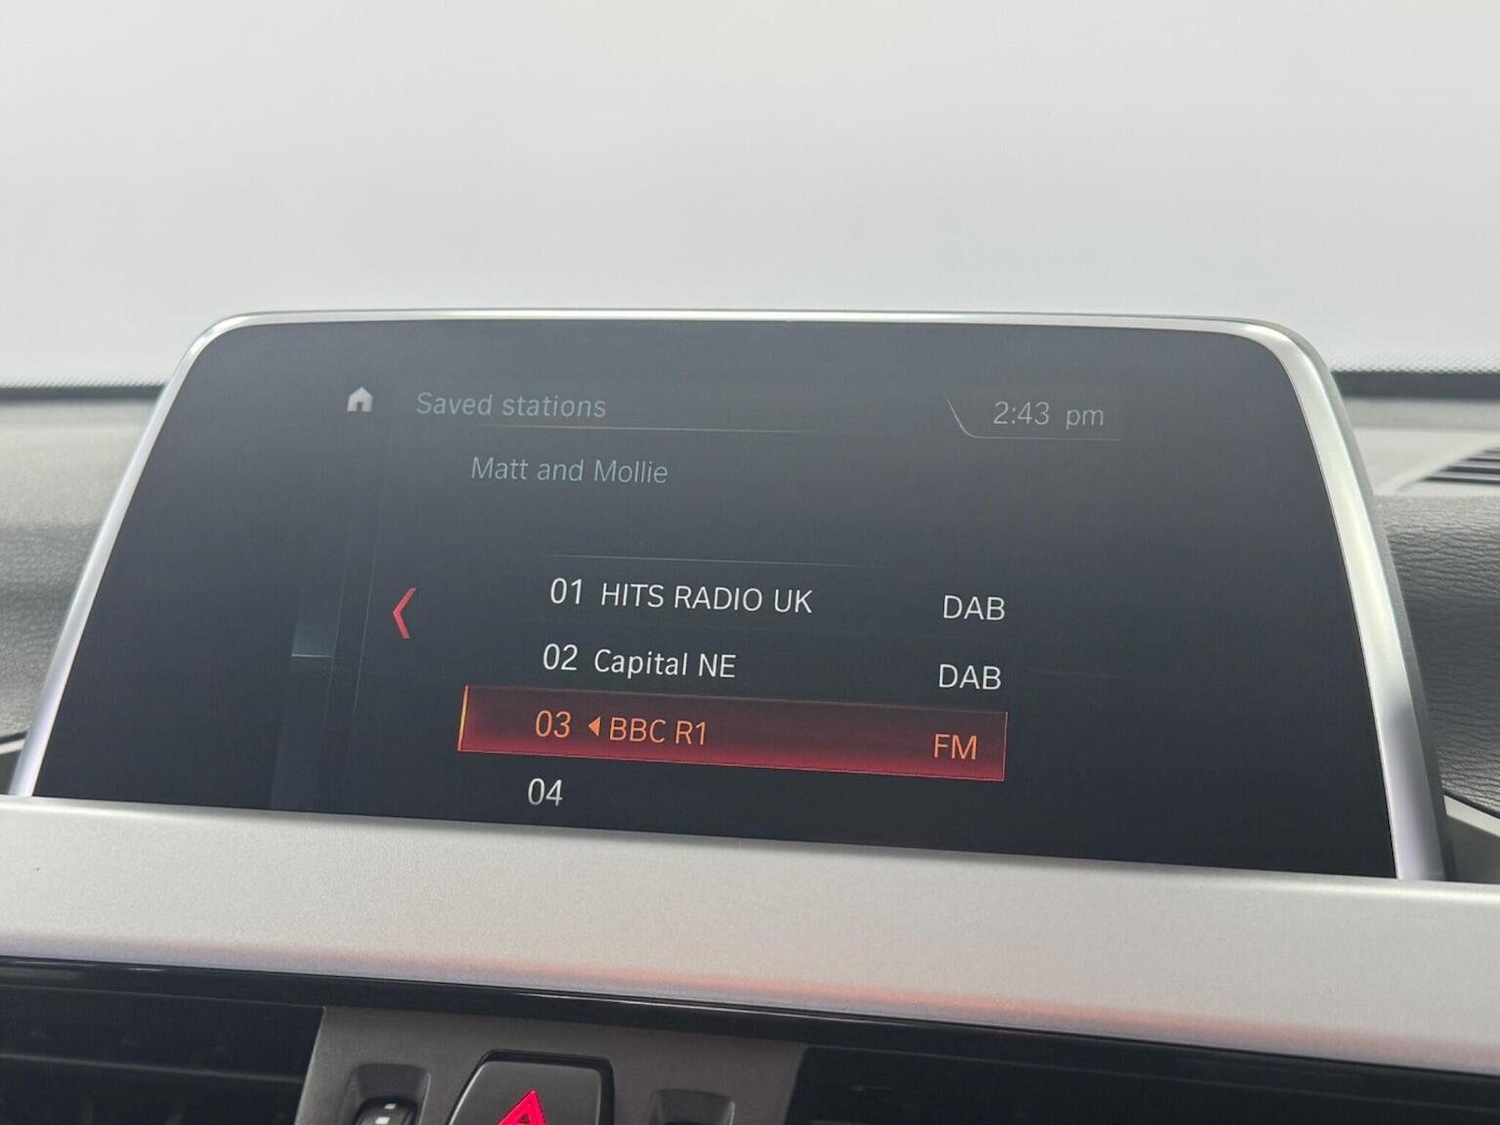 Saved stations
2:43 pm
Matt and Mollie
01 HITS RADIO UK DAB
02 Capital NE DAB
03 BBC R1 FM
04